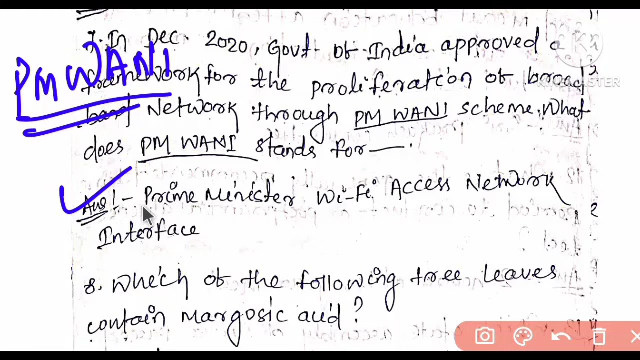 7. In Dec 2020, Govt of India approved a
PM WANI
framework for the proliferation of broad
band Network through PM WANI scheme. What
does PM WANI stands for
Ans!- Prime Minicter Wi-Fi Access Network
Interface
8. Which of the following tree leaves
contain margosic acid?